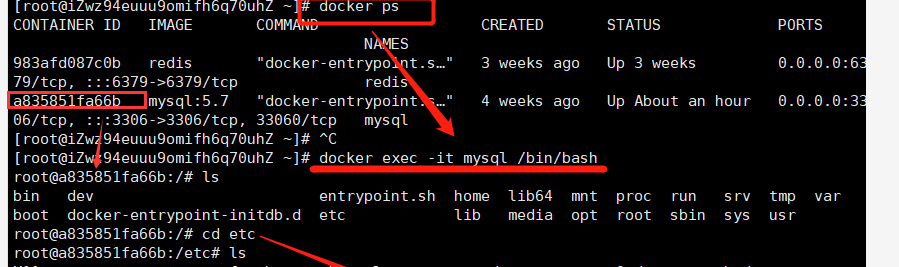 [root@iZwz94euuu9omifh6q70uhZ ~]# docker ps
CONTAINER ID   IMAGE       COMMAND                  CREATED       STATUS             PORTS
                                      NAMES
983afd087c0b   redis       "docker-entrypoint.s…"   3 weeks ago   Up 3 weeks         0.0.0.0:63
79/tcp, :::6379->6379/tcp              redis
a835851fa66b   mysql:5.7   "docker-entrypoint.s…"   4 weeks ago   Up About an hour   0.0.0.0:33
06/tcp, :::3306->3306/tcp, 33060/tcp   mysql
[root@iZwz94euuu9omifh6q70uhZ ~]# ^C
[root@iZwz94euuu9omifh6q70uhZ ~]# docker exec -it mysql /bin/bash
root@a835851fa66b:/# ls
bin   dev                         entrypoint.sh  home  lib64  mnt  proc  run   srv  tmp  var
boot  docker-entrypoint-initdb.d  etc            lib   media  opt  root  sbin  sys  usr
root@a835851fa66b:/# cd etc
root@a835851fa66b:/etc# ls